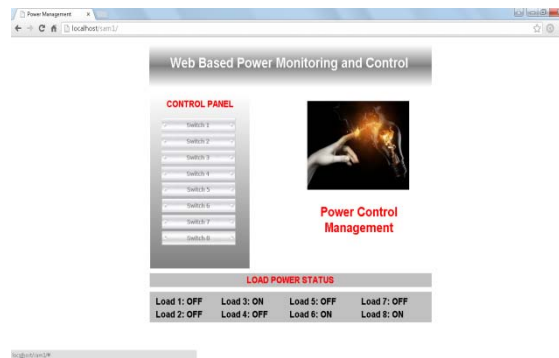 Power Management
localhost/sam1/
Web Based Power Monitoring and Control
CONTROL PANEL
Switch 1
Switch 2
Switch 3
Switch 4
Switch 5
Switch 6
Switch 7
Switch 8
Power Control
Management
LOAD POWER STATUS
Load 1: OFF Load 3: ON Load 5: OFF Load 7: OFF
Load 2: OFF Load 4: OFF Load 6: ON Load 8: ON
localhost/sam1/#